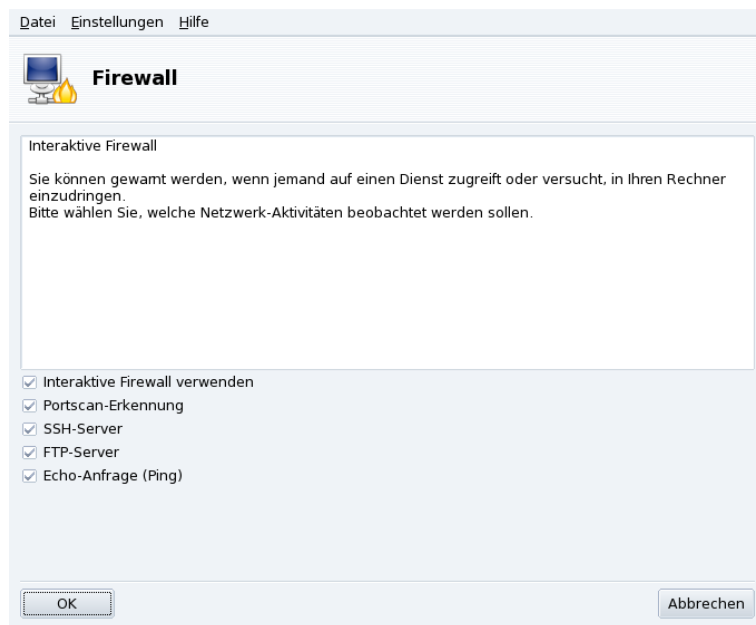 Datei Einstellungen Hilfe
Firewall
Interaktive Firewall
Sie können gewarnt werden, wenn jemand auf einen Dienst zugreift oder versucht, in Ihren Rechner
einzudringen.
Bitte wählen Sie, welche Netzwerk-Aktivitäten beobachtet werden sollen.
Interaktive Firewall verwenden
Portscan-Erkennung
SSH-Server
FTP-Server
Echo-Anfrage (Ping)
OK Abbrechen